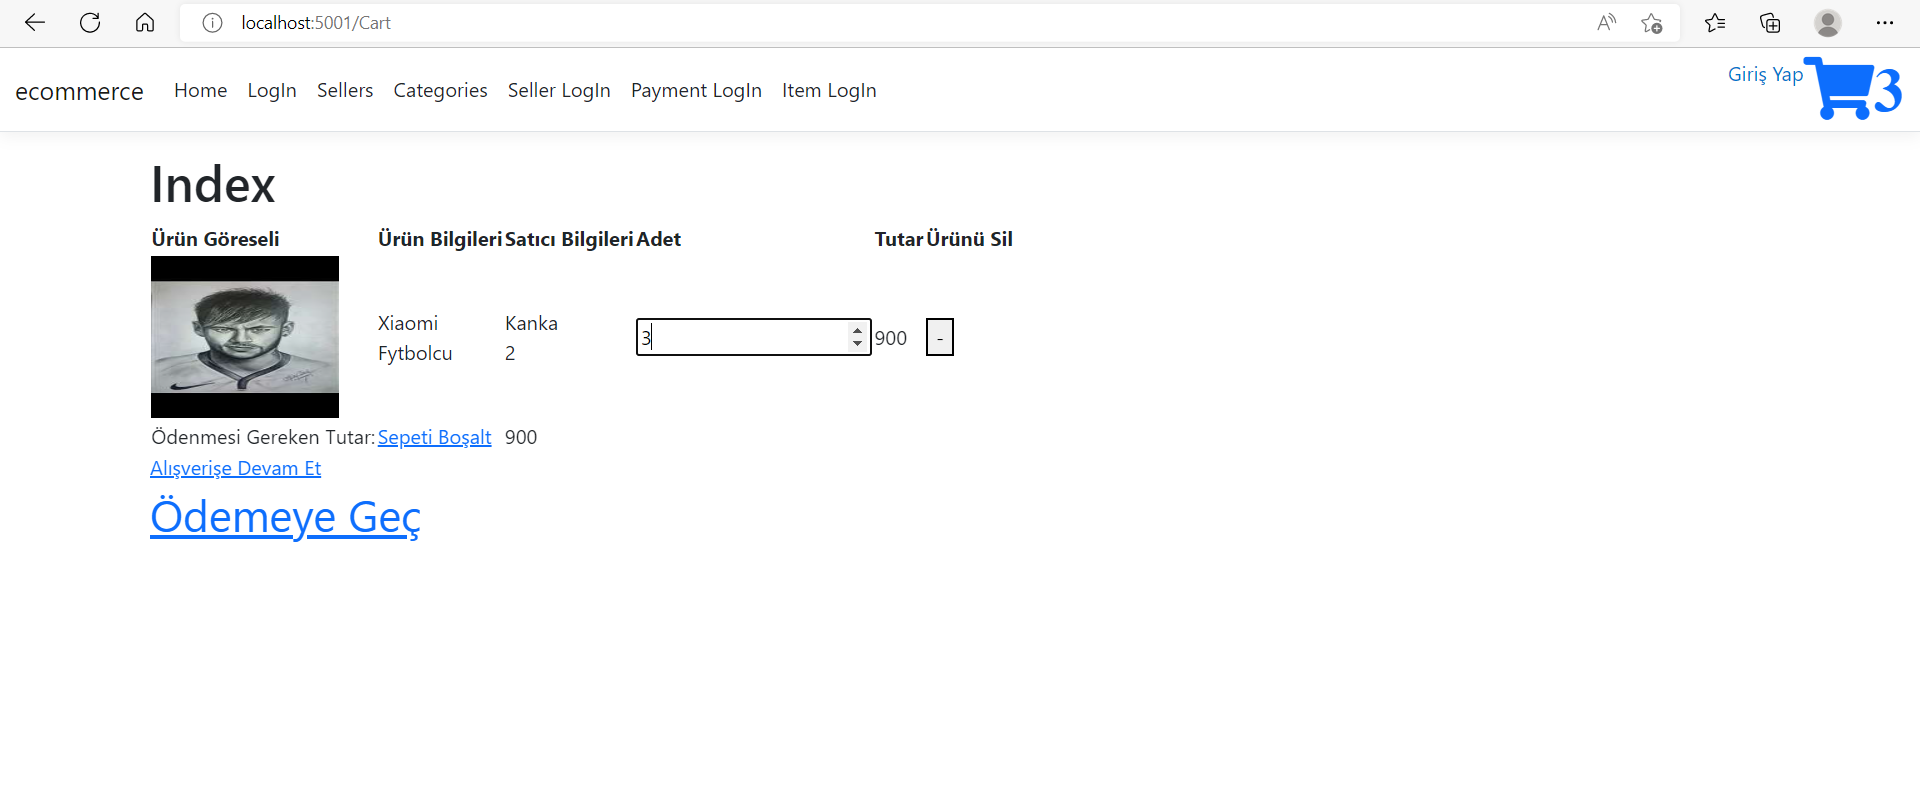 localhost:5001/Cart
ecommerce Home LogIn Sellers Categories Seller LogIn Payment LogIn Item LogIn Giriş Yap 3
Index
Ürün Göreseli Ürün Bilgileri Satıcı Bilgileri Adet Tutar Ürünü Sil
Xiaomi
Fytbolcu
Kanka
2
3 900 -
Ödenmesi Gereken Tutar: Sepeti Boşalt 900
Alışverişe Devam Et
Ödemeye Geç